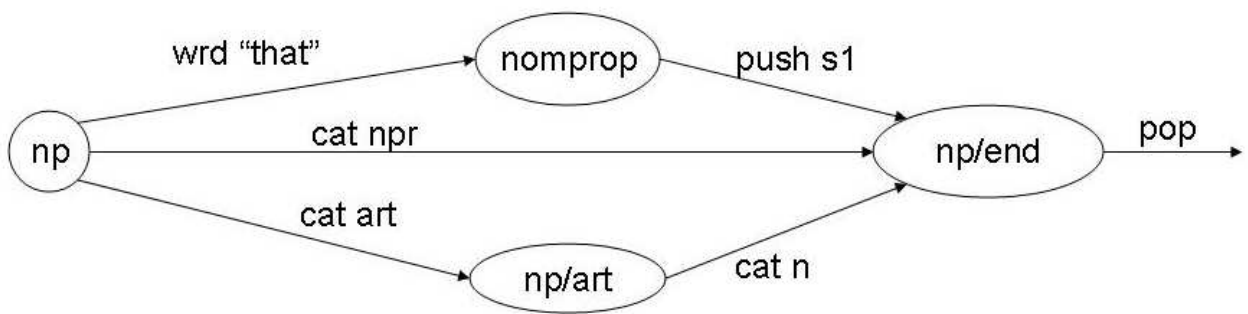 wrd “that”
nomprop
push s1
np
cat npr
np/end
pop
cat art
np/art
cat n